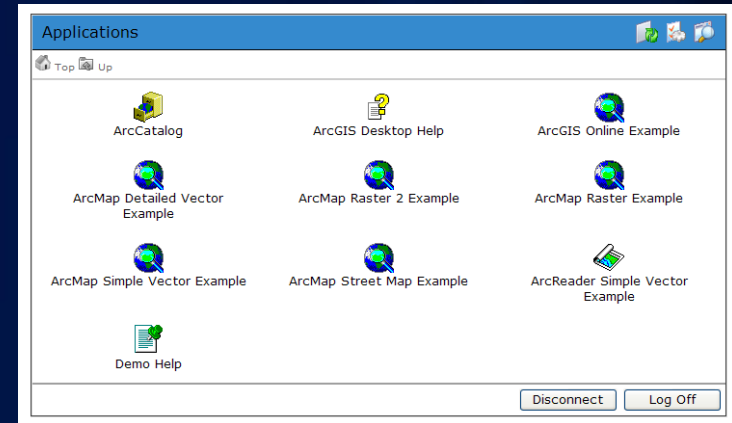 Applications
Top Up
ArcCatalog
ArcGIS Desktop Help
ArcGIS Online Example
ArcMap Detailed Vector
Example
ArcMap Raster 2 Example
ArcMap Raster Example
ArcMap Simple Vector Example
ArcMap Street Map Example
ArcReader Simple Vector
Example
Demo Help
Disconnect
Log Off